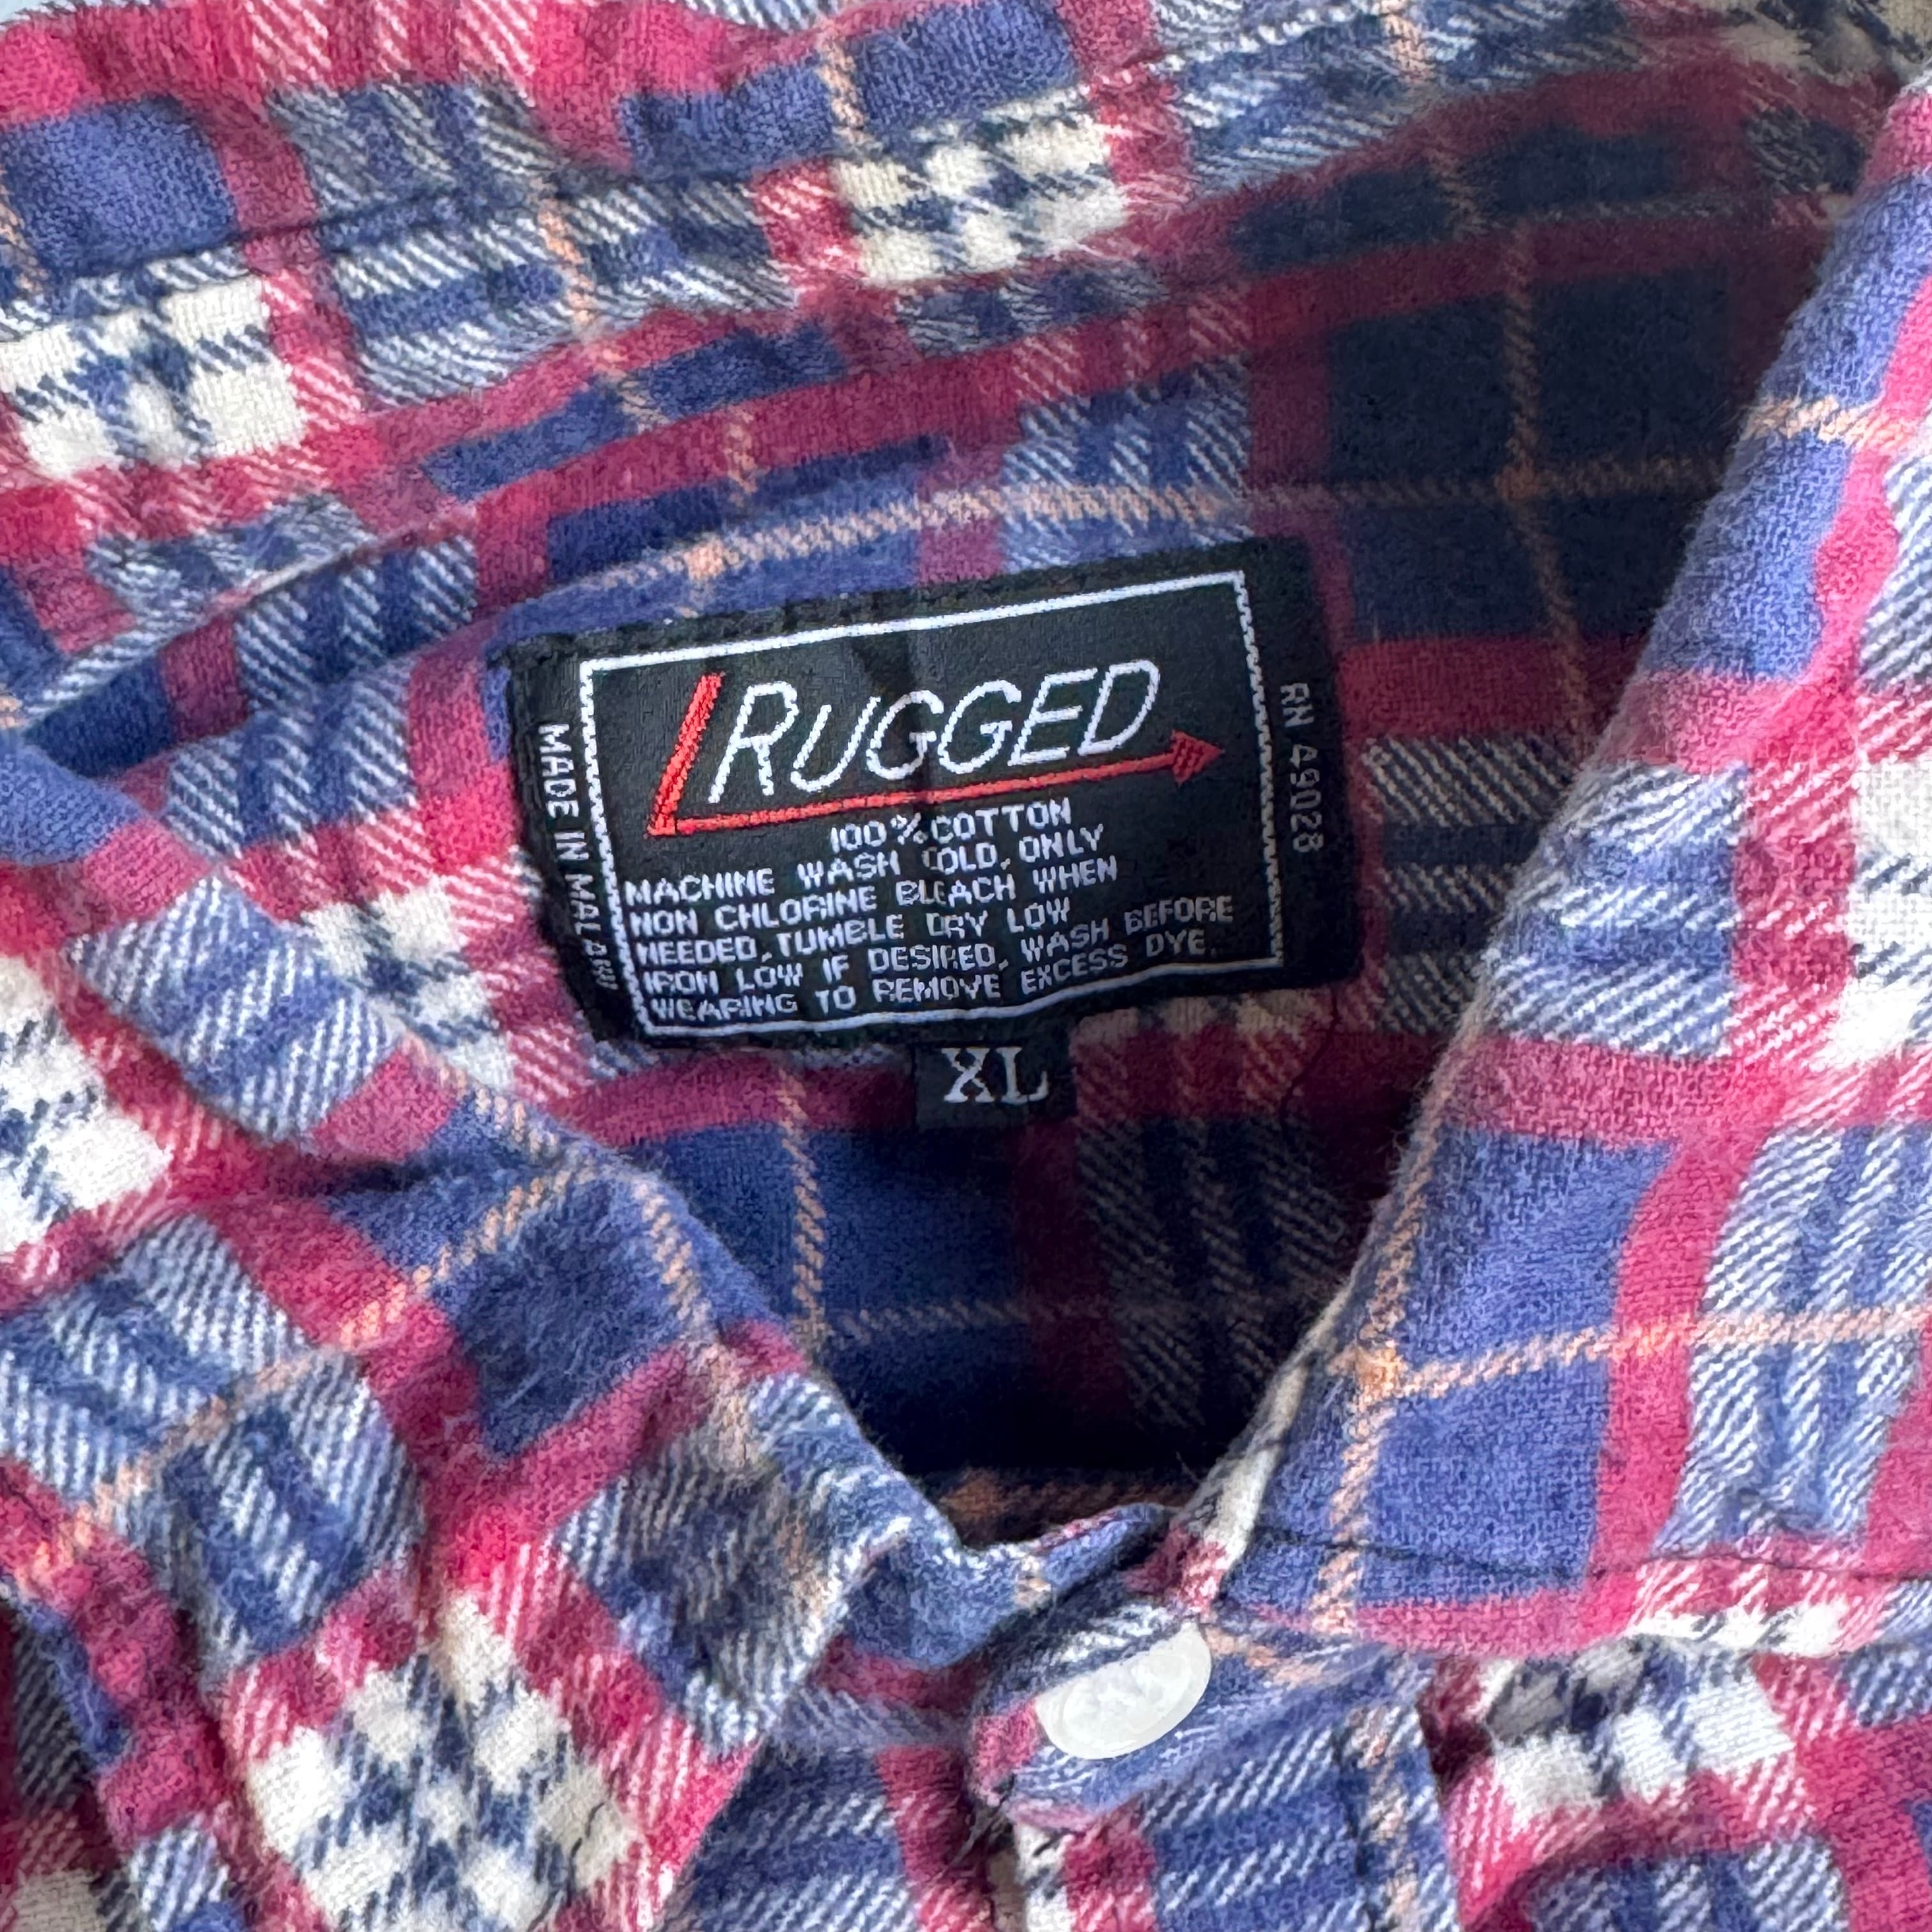 RUGGED
100% COTTON
MACHINE WASH COLD, ONLY
NON CHLORINE BLEACH WHEN
NEEDED, TUMBLE DRY LOW
IRON LOW IF DESIRED, WASH BEFORE
WEARING TO REMOVE EXCESS DYE.
MADE IN MALAWI
RN 49028
XL